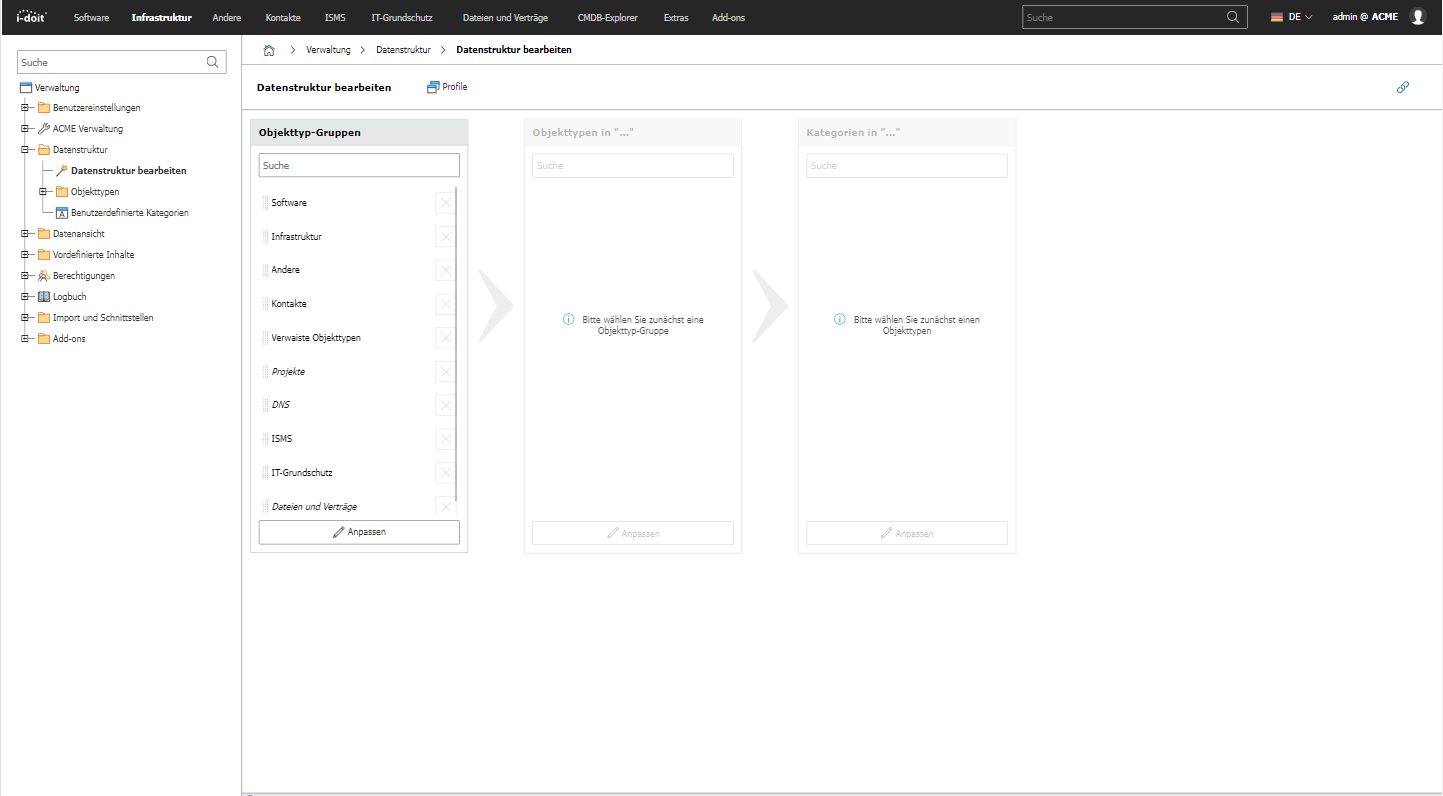 i-doit
Software Infrastruktur Andere Kontakte ISMS IT-Grundschutz Dateien und Verträge CMDB-Explorer Extras Add-ons Suche DE admin @ ACME
Suche
Verwaltung
Benutzereinstellungen
ACME Verwaltung
Datenstruktur
Datenstruktur bearbeiten
Objekttypen
Benutzerdefinierte Kategorien
Datenansicht
Vordefinierte Inhalte
Berechtigungen
Logbuch
Import und Schnittstellen
Add-ons
Verwaltung Datenstruktur Datenstruktur bearbeiten
Datenstruktur bearbeiten Profile
Objekttyp-Gruppen
Suche
Software
Infrastruktur
Andere
Kontakte
Verwaiste Objekttypen
Projekte
DNS
ISMS
IT-Grundschutz
Dateien und Verträge
Anpassen
Objekttypen in "..."
Suche
Bitte wählen Sie zunächst eine
Objekttyp-Gruppe
Anpassen
Kategorien in "..."
Suche
Bitte wählen Sie zunächst einen
Objekttypen
Anpassen